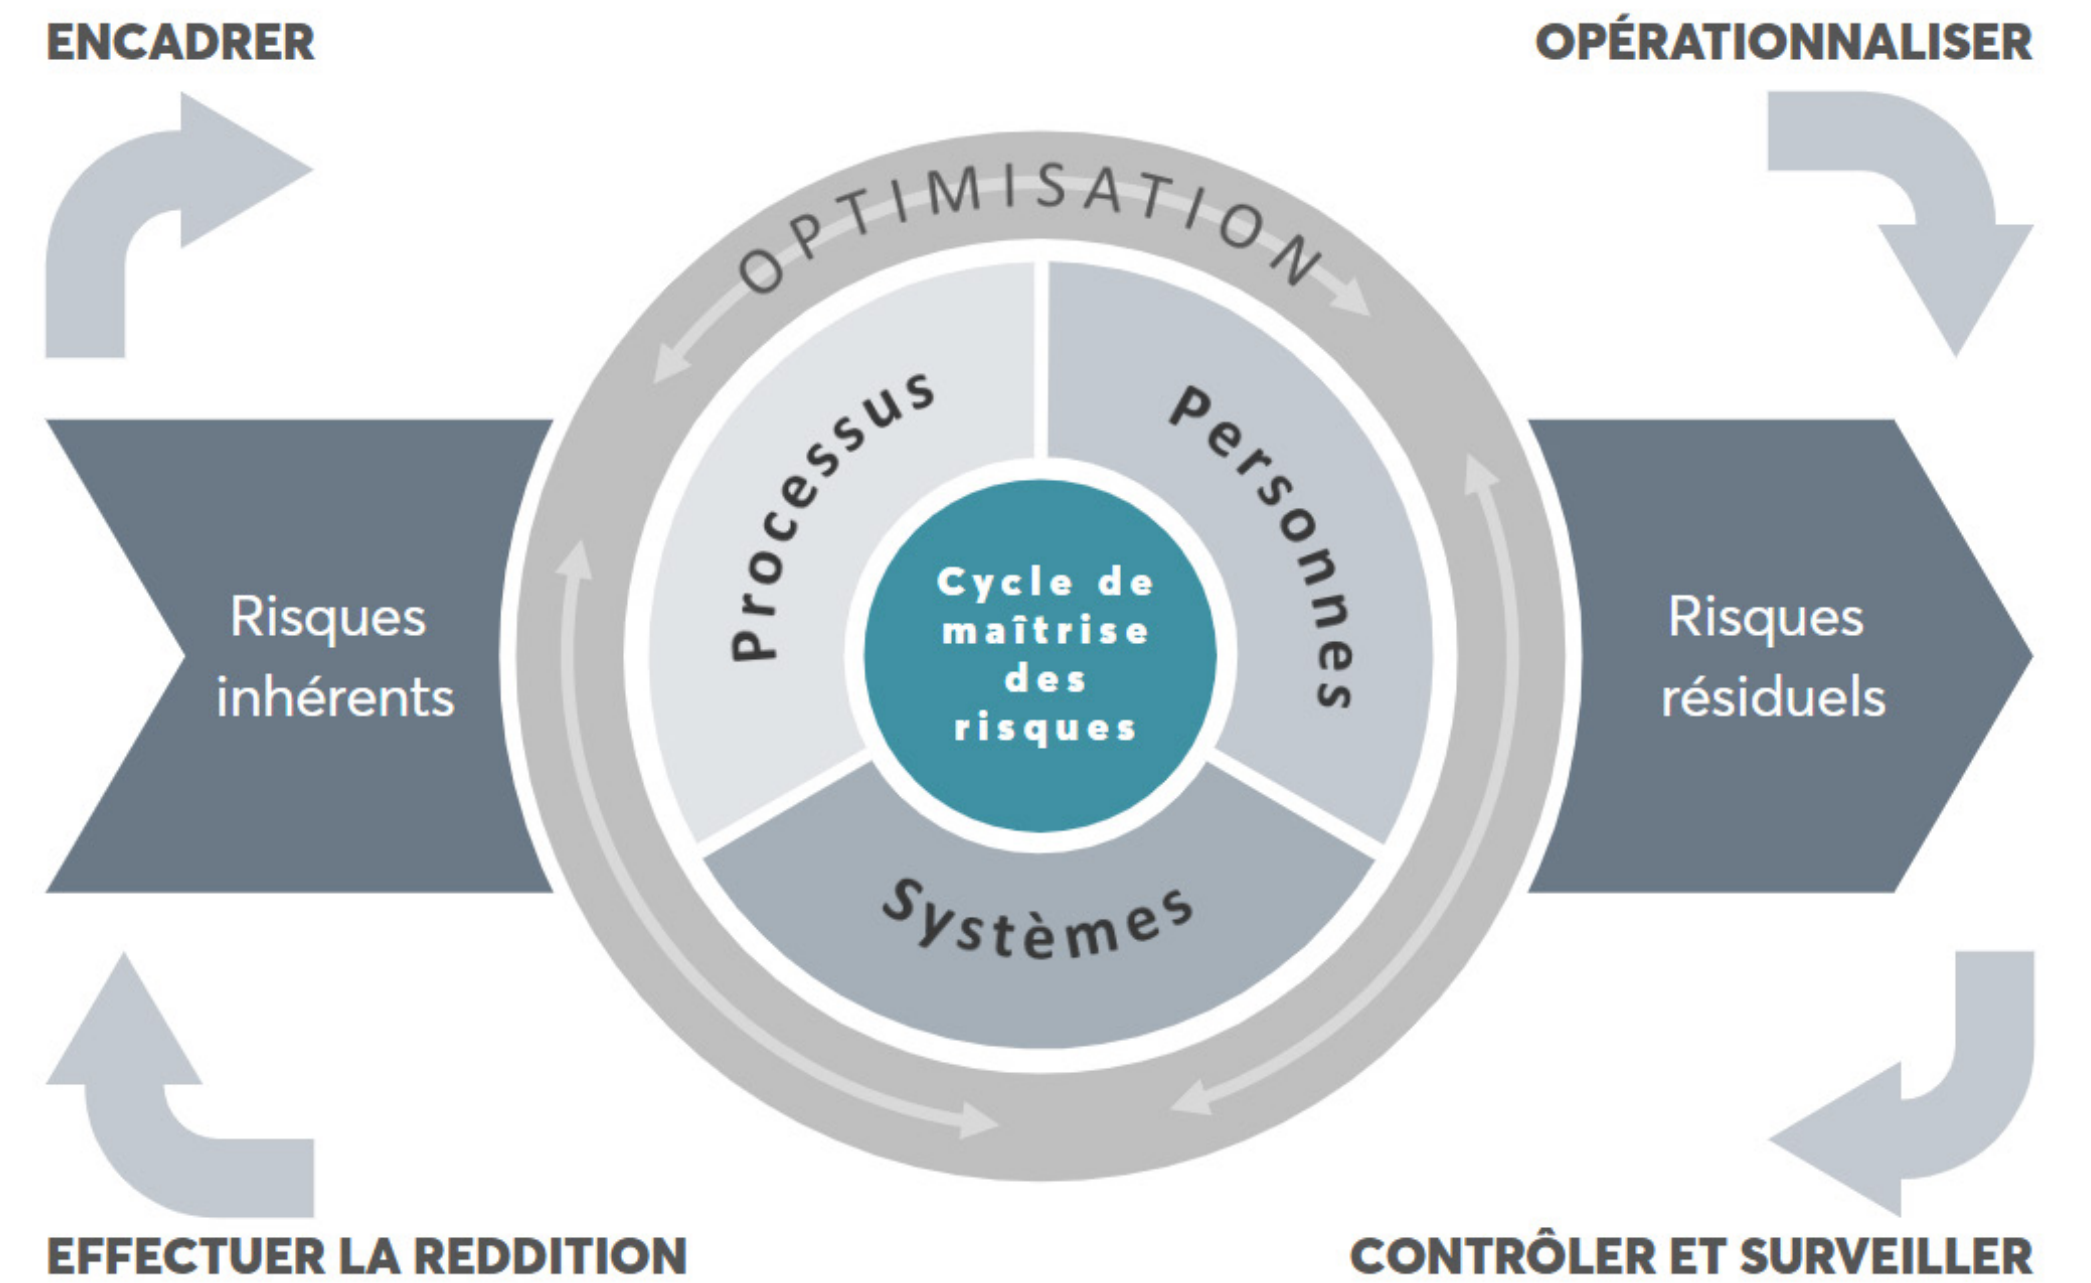 ENCADRER
OPÉRATIONNALISER
OPTIMISATION
Processus
Personnes
Cycle de
maîtrise
des
risques
Risques
inhérents
Risques
résiduels
Systèmes
EFFECTUER LA REDDITION
CONTRÔLER ET SURVEILLER